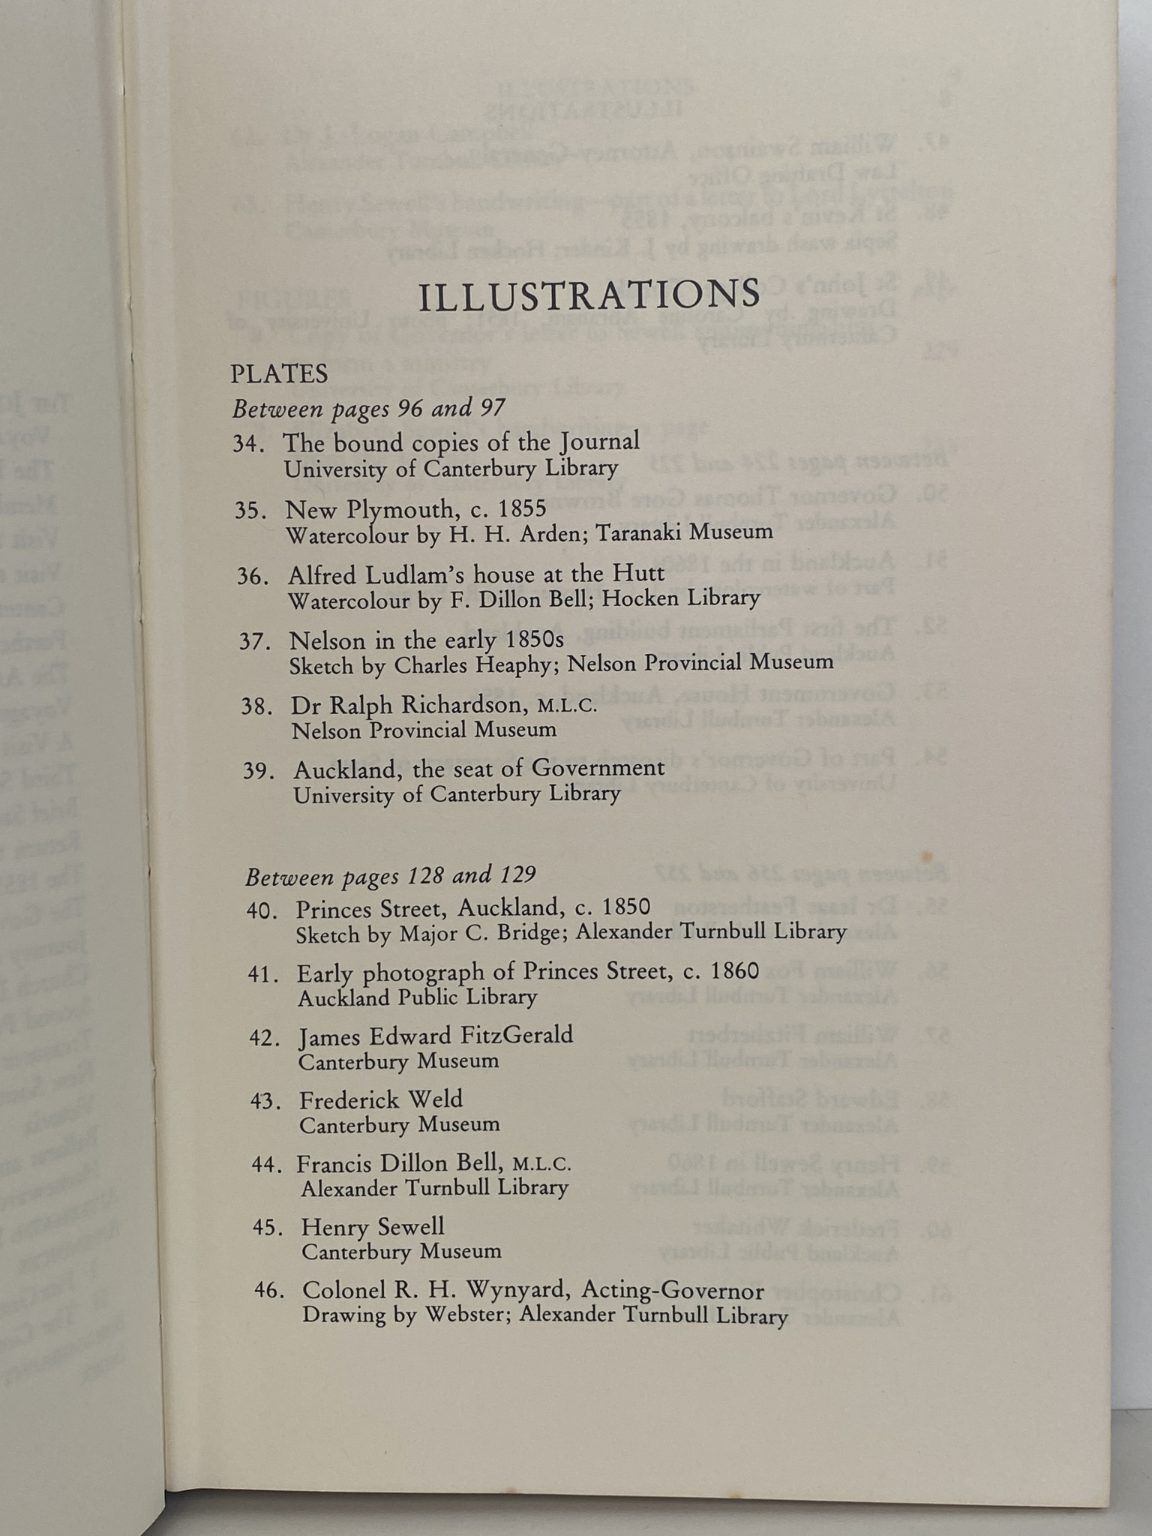 ILLUSTRATIONS
PLATES
Between pages 96 and 97
34. The bound copies of the Journal
University of Canterbury Library
35. New Plymouth, c. 1855
Watercolour by H. H. Arden; Taranaki Museum
36. Alfred Ludlam's house at the Hutt
Watercolour by F. Dillon Bell; Hocken Library
37. Nelson in the early 1850s
Sketch by Charles Heaphy; Nelson Provincial Museum
38. Dr Ralph Richardson, M.L.C.
Nelson Provincial Museum
39. Auckland, the seat of Government
University of Canterbury Library
Between pages 128 and 129
40. Princes Street, Auckland, c. 1850
Sketch by Major C. Bridge; Alexander Turnbull Library
41. Early photograph of Princes Street, c. 1860
Auckland Public Library
42. James Edward FitzGerald
Canterbury Museum
43. Frederick Weld
Canterbury Museum
44. Francis Dillon Bell, M.L.C.
Alexander Turnbull Library
45. Henry Sewell
Canterbury Museum
46. Colonel R. H. Wynyard, Acting-Governor
Drawing by Webster; Alexander Turnbull Library